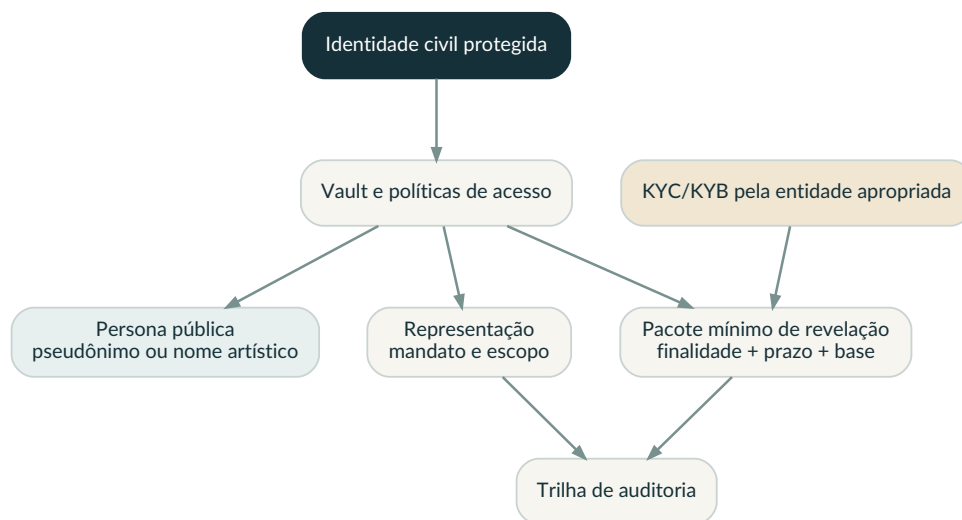 Identidade civil protegida
Vault e políticas de acesso
KYC/KYB pela entidade apropriada
Persona pública
pseudônimo ou nome artístico
Representação
mandato e escopo
Pacote mínimo de revelação
finalidade + prazo + base
Trilha de auditoria